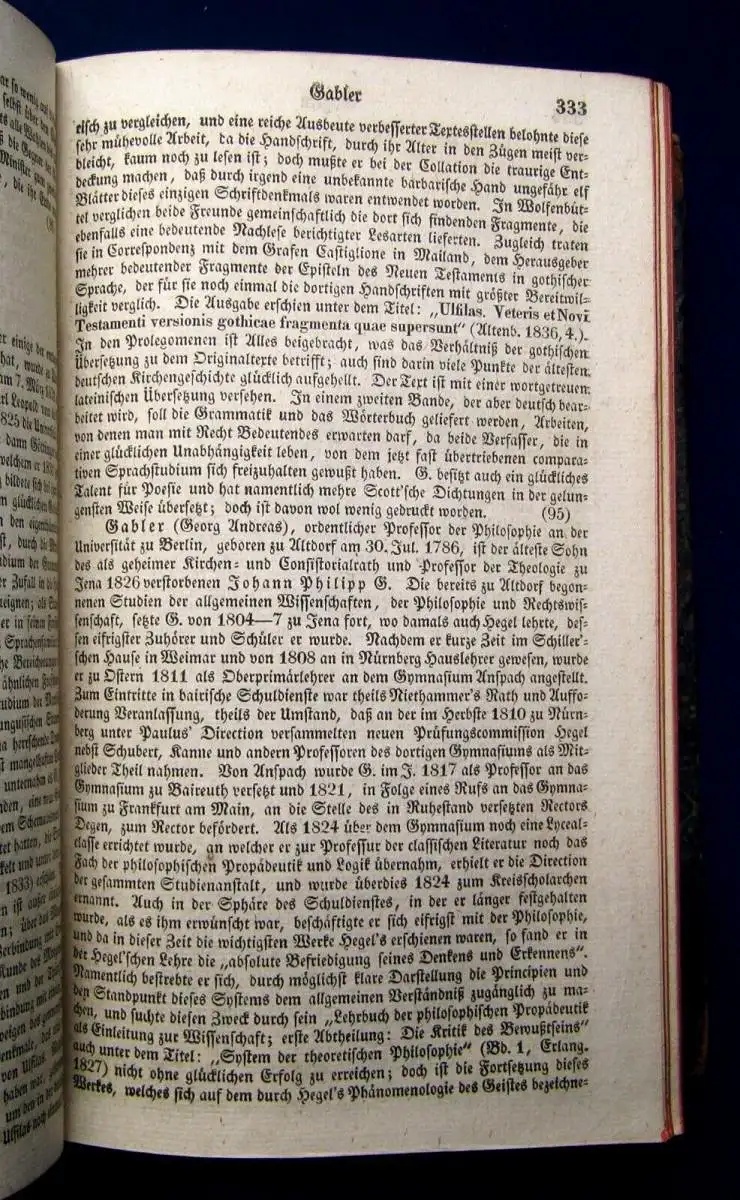 Gabler
333
risch zu vergleichen, und eine reiche Ausbeute verbesserter Textesstellen belohnte diese
sehr mühevolle Arbeit, da die Handschrift, durch ihr Alter in den Zügen meist ver-
bleicht, kaum noch zu lesen ist; doch mußte er bei der Collation die traurige Ent-
deckung machen, daß durch irgend eine unbekannte barbarische Hand ungefähr elf
Blätter dieses einzigen Schriftdenkmals waren entwendet worden. In Wolfenbüt-
tel verglichen beide Freunde gemeinschaftlich die dort sich findenden Fragmente, die
ebenfalls eine bedeutende Nachlese berichtigter Lesarten lieferten. Zugleich traten
sie in Correspondenz mit dem Grafen Castiglione in Mailand, dem Herausgeber
mehrer bedeutender Fragmente der Episteln des Neuen Testaments in gothischer
Sprache, der für sie noch einmal die dortigen Handschriften mit größter Bereitwil-
ligkeit verglich. Die Ausgabe erschien unter dem Titel: „Ulfilas. Veteris et Novi
Testamenti versionis gothicae fragmenta quae supersunt“ (Altenb. 1836, 4.).
In den Prolegomenen ist Alles beigebracht, was das Verhältniß der gothischen
Übersetzung zu dem Originaltexte betrifft; auch sind darin viele Punkte der ältesten
deutschen Kirchengeschichte glücklich aufgehellt. Der Text ist mit einer wortgetreuen
lateinischen Übersetzung versehen. In einem zweiten Bande, der aber deutsch bear-
beitet wird, soll die Grammatik und das Wörterbuch geliefert werden, Arbeiten,
von denen man mit Recht Bedeutendes erwarten darf, da beide Verfasser, die in
einer glücklichen Unabhängigkeit leben, von dem jetzt fast übertriebenen compara-
tiven Sprachstudium sich freizuhalten gewußt haben. G. besitzt auch ein glückliches
Talent für Poesie und hat namentlich mehre Scott'sche Dichtungen in der gelun-
gensten Weise übersetzt; doch ist davon wol wenig gedruckt worden. (95)
Gabler (Georg Andreas), ordentlicher Professor der Philosophie an der
Universität zu Berlin, geboren zu Altdorf am 30. Jul. 1786, ist der älteste Sohn
des als geheimer Kirchen- und Consistorialrath und Professor der Theologie zu
Jena 1826 verstorbenen Johann Philipp G. Die bereits zu Altdorf begon-
nenen Studien der allgemeinen Wissenschaften, der Philosophie und Rechtswis-
senschaft, setzte G. von 1804—7 zu Jena fort, wo damals auch Hegel lehrte, des-
sen eifrigster Zuhörer und Schüler er wurde. Nachdem er kurze Zeit im Schiller'-
schen Hause in Weimar und von 1808 an in Nürnberg Hauslehrer gewesen, wurde
er zu Ostern 1811 als Oberprimärlehrer an dem Gymnasium Anspach angestellt.
Zum Eintritte in bairische Schuldienste war theils Niethammer's Rath und Auffo-
derung Veranlassung, theils der Umstand, daß an der im Herbste 1810 zu Nürn-
berg unter Paulus' Direction versammelten neuen Prüfungscommission Hegel
nebst Schubert, Kanne und andern Professoren des dortigen Gymnasiums als Mit-
glieder Theil nahmen. Von Anspach wurde G. im J. 1817 als Professor an das
Gymnasium zu Baireuth versetzt und 1821, in Folge eines Rufs an das Gymna-
sium zu Frankfurt am Main, an die Stelle des in Ruhestand versetzten Rectors
Degen, zum Rector befördert. Als 1824 über dem Gymnasium noch eine Lyceal-
classe errichtet wurde, an welcher er zur Professur der classischen Literatur noch das
Fach der philosophischen Propädeutik und Logik übernahm, erhielt er die Direction
der gesammten Studienanstalt, und wurde überdies 1824 zum Kreisscholarchen
ernannt. Auch in der Sphäre des Schuldienstes, in der er länger festgehalten
wurde, als es ihm erwünscht war, beschäftigte er sich eifrigst mit der Philosophie,
und da in dieser Zeit die wichtigsten Werke Hegel's erschienen waren, so fand er in
der Hegel'schen Lehre die „absolute Befriedigung seines Denkens und Erkennens“.
Namentlich bestrebte er sich, durch möglichst klare Darstellung die Principien und
den Standpunkt dieses Systems dem allgemeinen Verständniß zugänglich zu ma-
chen, und suchte diesen Zweck durch sein „Lehrbuch der philosophischen Propädeutik
als Einleitung zur Wissenschaft; erste Abtheilung: Die Kritik des Bewußtseins“
auch unter dem Titel: „System der theoretischen Philosophie“ (Bd. 1, Erlang.
1827) nicht ohne glücklichen Erfolg zu erreichen; doch ist die Fortsetzung dieses
Werkes, welches sich auf dem durch Hegel's Phänomenologie des Geistes bezeichne-